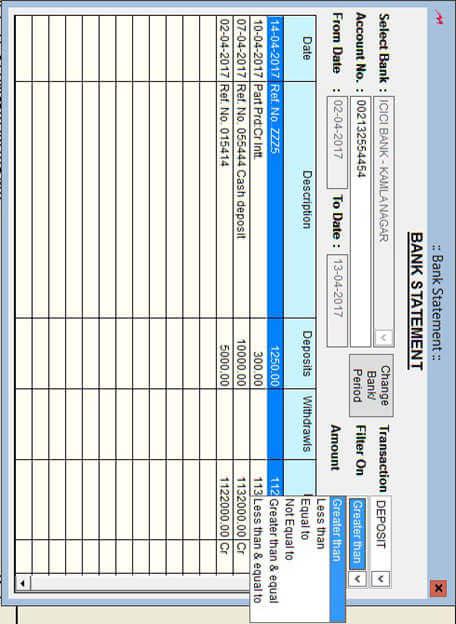 :: Bank Statement ::
BANK STATEMENT
Select Bank : ICICI BANK - KAMLA NAGAR Change Bank/ Period Transaction DEPOSIT
Account No. : 002132554454 Filter On Greater than
From Date : 02-04-2017 To Date : 13-04-2017 Amount
Greater than
Less than
Equal to
Not Equal to
Greater than & equal
Less than & equal to
Date Description Deposits Withdrawls
14-04-2017 Ref. No. ZZZ5 1250.00 112
10-04-2017 Part Prd:Cr Intt. 300.00 113
07-04-2017 Ref. No. 055444 Cash deposit 10000.00 1132000.00 Cr
02-04-2017 Ref. No. 015414 5000.00 1122000.00 Cr